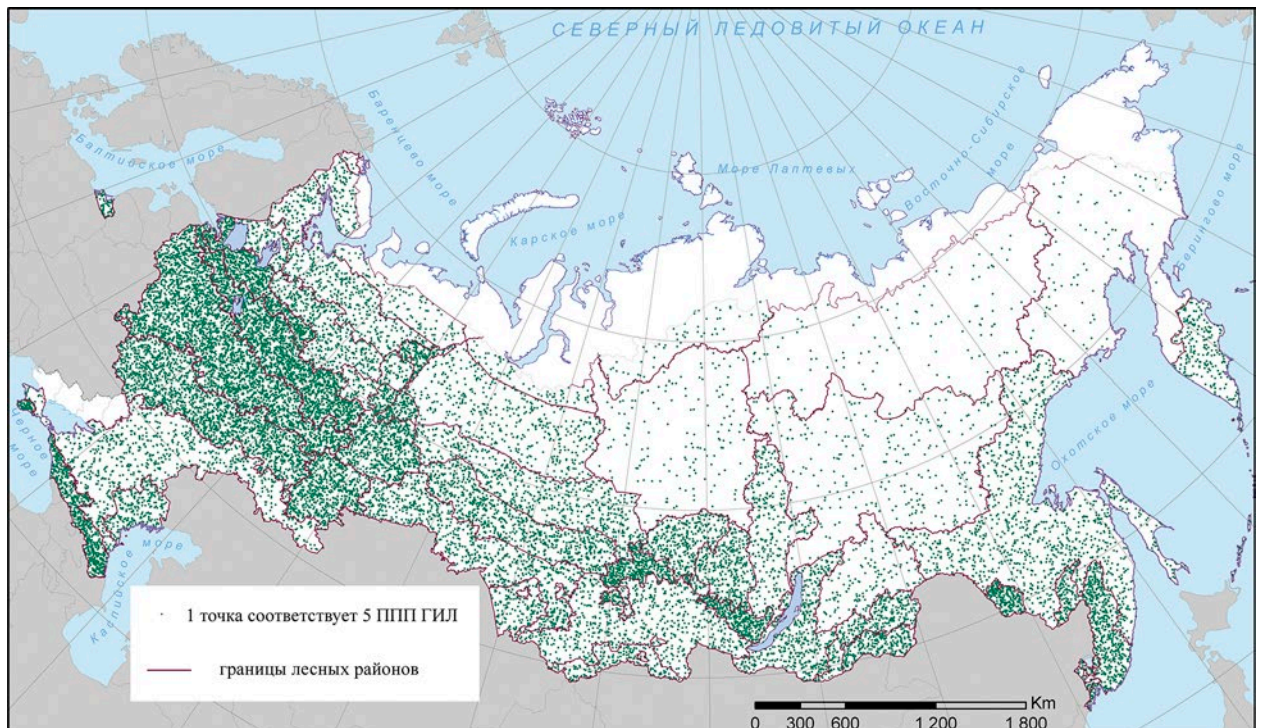 СЕВЕРНЫЙ ЛЕДОВИТЫЙ ОКЕАН
Баренцево море
Балтийское море
Море Лаптевых
Восточно-Сибирское
море
Карское море
Берингово море
Охотское море
Черное
море
Каспийское море
1 точка соответствует 5 ППП ГИЛ
границы лесных районов
Km
0 300 600 1 200 1 800